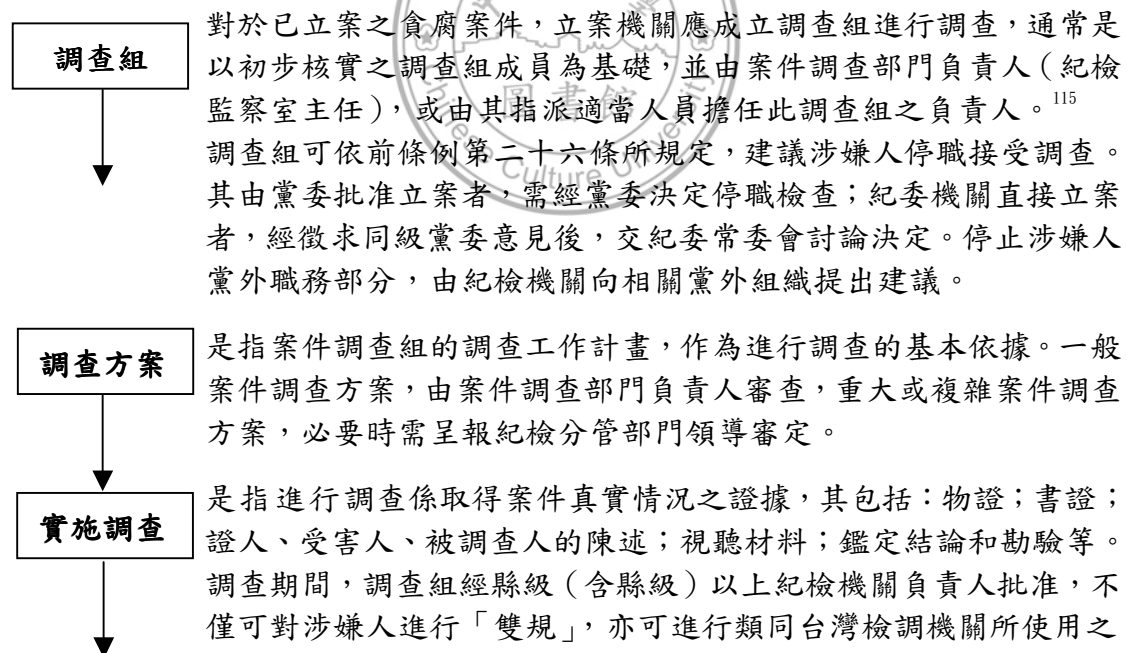 調查組
對於已立案之貪腐案件，立案機關應成立調查組進行調查，通常是
以初步核實之調查組成員為基礎，並由案件調查部門負責人（紀檢
監察室主任），或由其指派適當人員擔任此調查組之負責人。115
調查組可依前條例第二十六條所規定，建議涉嫌人停職接受調查。
其由黨委批准立案者，需經黨委決定停職檢查；紀委機關直接立案
者，經徵求同級黨委意見後，交紀委常委會討論決定。停止涉嫌人
黨外職務部分，由紀檢機關向相關黨外組織提出建議。
調查方案
是指案件調查組的調查工作計畫，作為進行調查的基本依據。一般
案件調查方案，由案件調查部門負責人審查，重大或複雜案件調查
方案，必要時需呈報紀檢分管部門領導審定。
實施調查
是指進行調查係取得案件真實情況之證據，其包括：物證；書證；
證人、受害人、被調查人的陳述；視聽材料；鑑定結論和勘驗等。
調查期間，調查組經縣級（含縣級）以上紀檢機關負責人批准，不
僅可對涉嫌人進行「雙規」，亦可進行類同台灣檢調機關所使用之
圖書館
Chinese Culture University